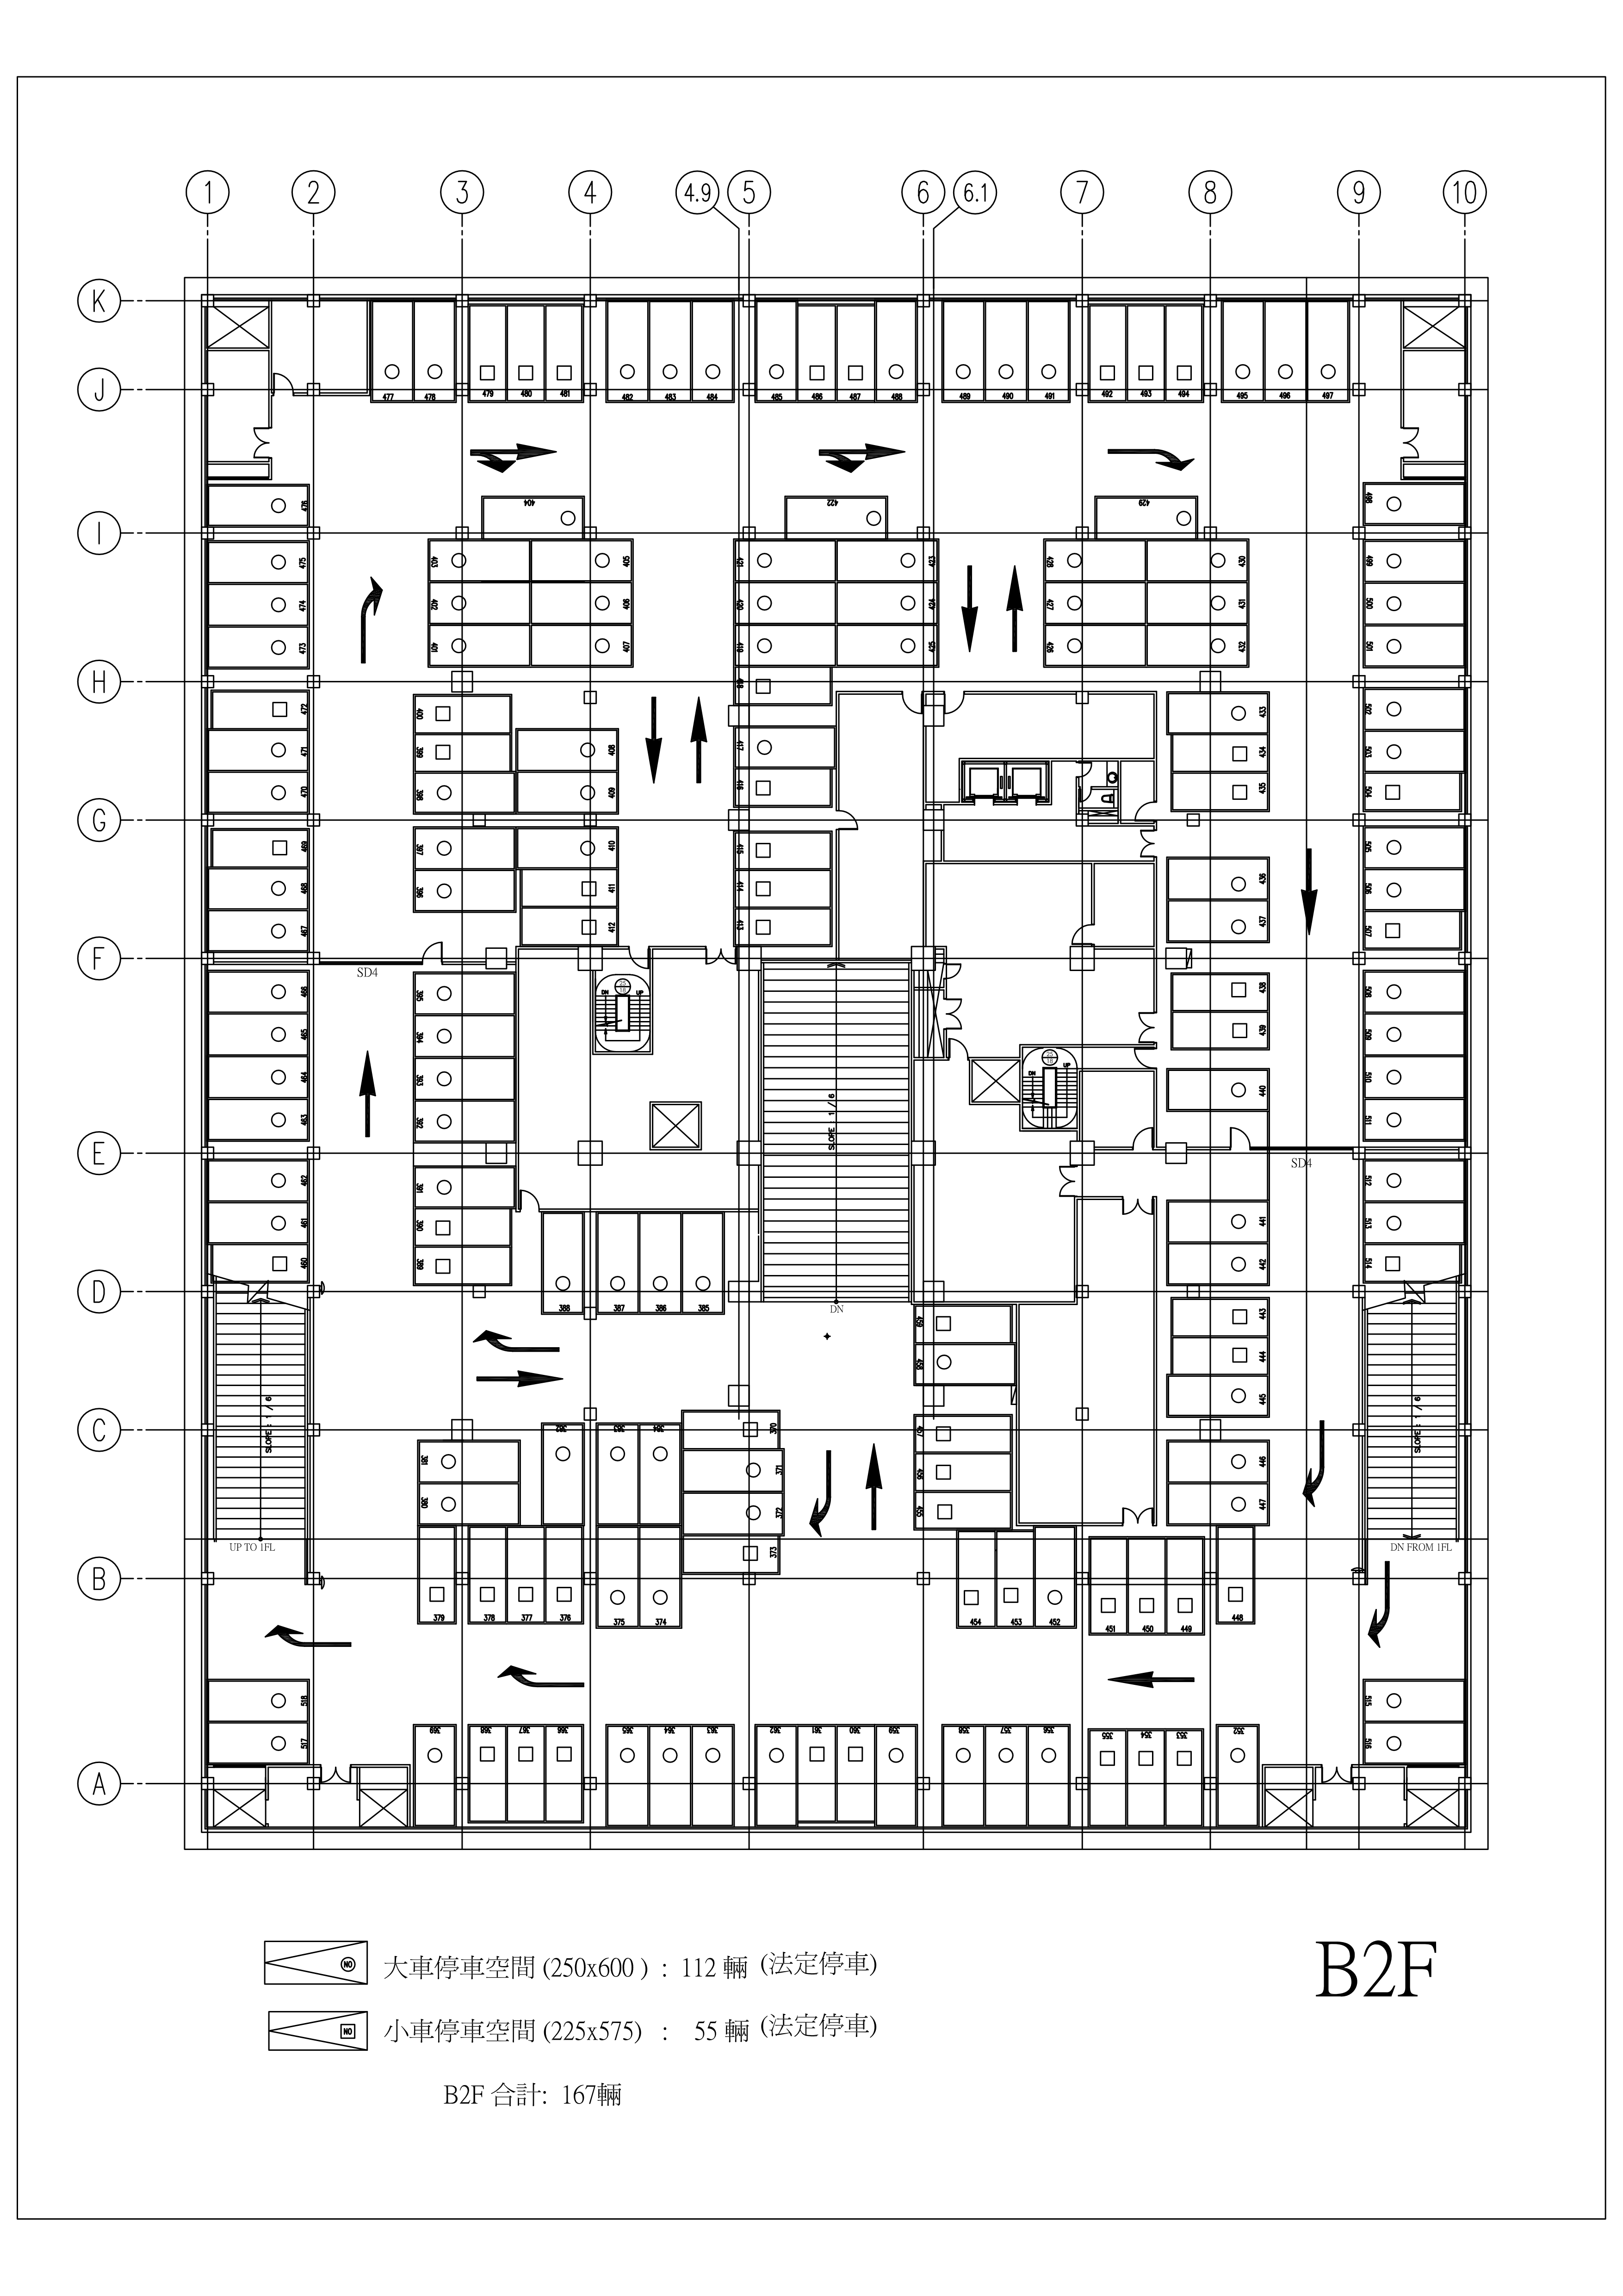 1 2 3 4 4.9 5 6 6.1 7 8 9 10
K
J
477 478 479 480 481 482 483 484 485 486 487 488 489 490 491 492 493 494 495 496 497
476 404 422 429 498
I
475 403 405 421 423 428 430 499
474 402 406 420 424 427 431 500
473 401 407 419 425 426 432 501
H
472 400 418 433 502
471 399 408 417 434 503
470 398 409 416 435 504
G
469 397 410 415 436 505
468 396 411 414 437 506
467 412 413 507
F
SD4
466 395 DN UP 438 508
465 394 439 509
464 393 DN UP 440 510
463 392 SLOPE: 1 / 6 511
E
SD4
462 391 512
461 390 441 513
460 389 442 514
D
388 387 386 385 DN
459 443
458 444
445
C
SLOPE: 1 / 6 382 383 384 370 457 SLOPE: 1 / 6
381 371 456 446
380 372 455 447
UP TO 1FL 373 DN FROM 1FL
B
379 378 377 376 375 374 454 453 452 451 450 449 448
518 515
517 516
369 368 367 366 365 364 363 362 361 360 359 358 357 356 355 354 353 352
A
NO 大車停車空間 (250x600 ) : 112 輛 (法定停車)
NO 小車停車空間 (225x575) : 55 輛 (法定停車)
B2F 合計: 167輛
B2F